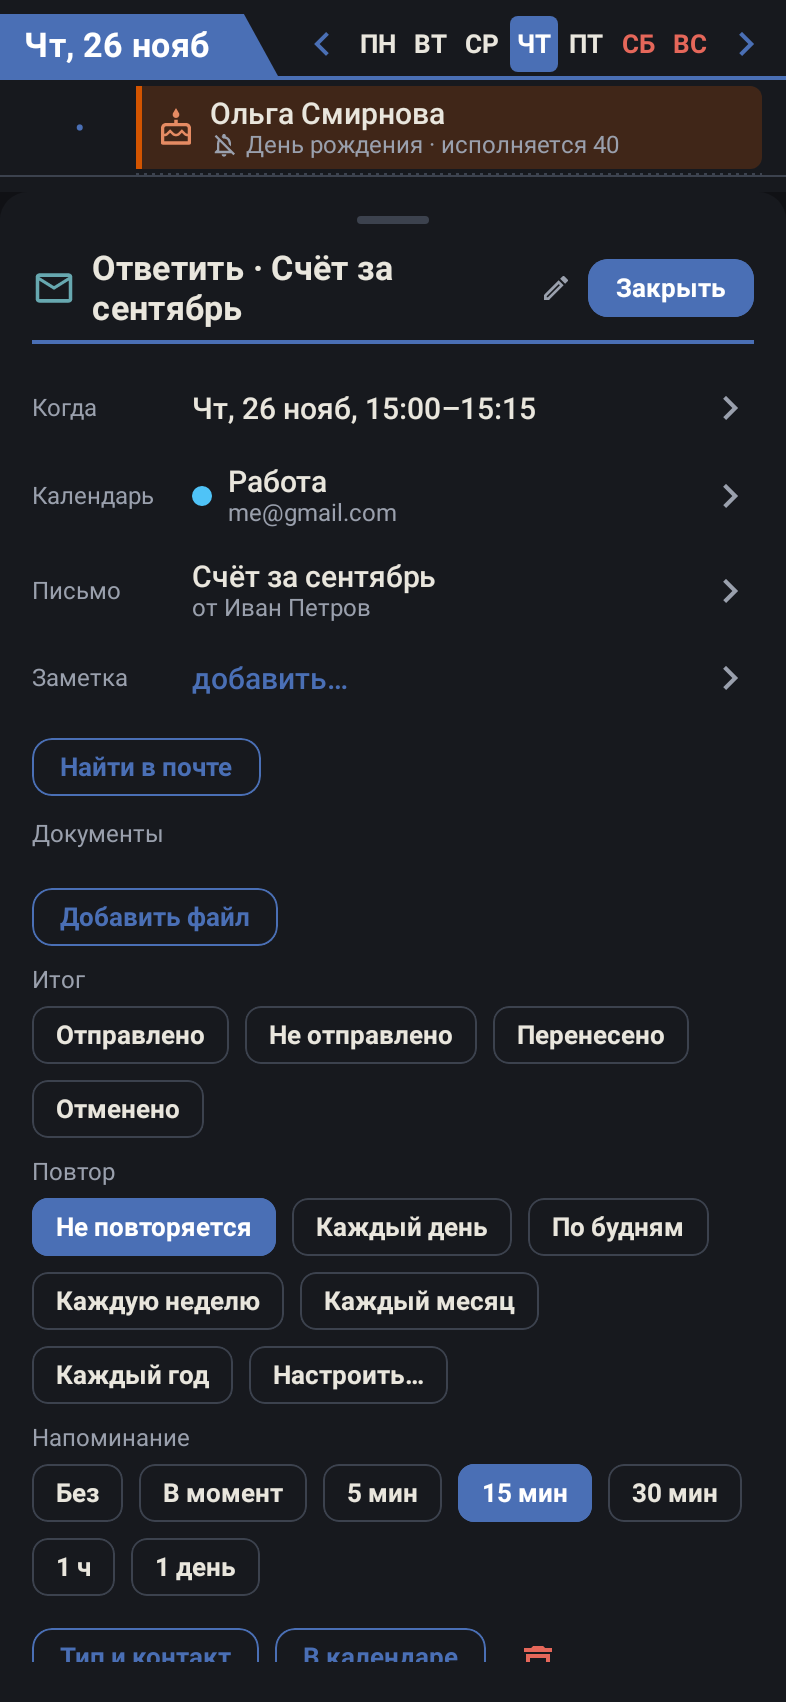 Чт, 26 нояб
ПН ВТ СР ЧТ ПТ СБ ВС
Ольга Смирнова
День рождения · исполняется 40
Ответить · Счёт за
сентябрь
Закрыть
Когда
Чт, 26 нояб, 15:00–15:15
Календарь
Работа
me@gmail.com
Письмо
Счёт за сентябрь
от Иван Петров
Заметка
добавить…
Найти в почте
Документы
Добавить файл
Итог
Отправлено
Не отправлено
Перенесено
Отменено
Повтор
Не повторяется
Каждый день
По будням
Каждую неделю
Каждый месяц
Каждый год
Настроить…
Напоминание
Без
В момент
5 мин
15 мин
30 мин
1 ч
1 день
Тип и контакт
В календаре